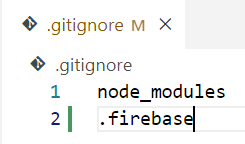 .gitignore M
.gitignore
1 node_modules
2 .firebase